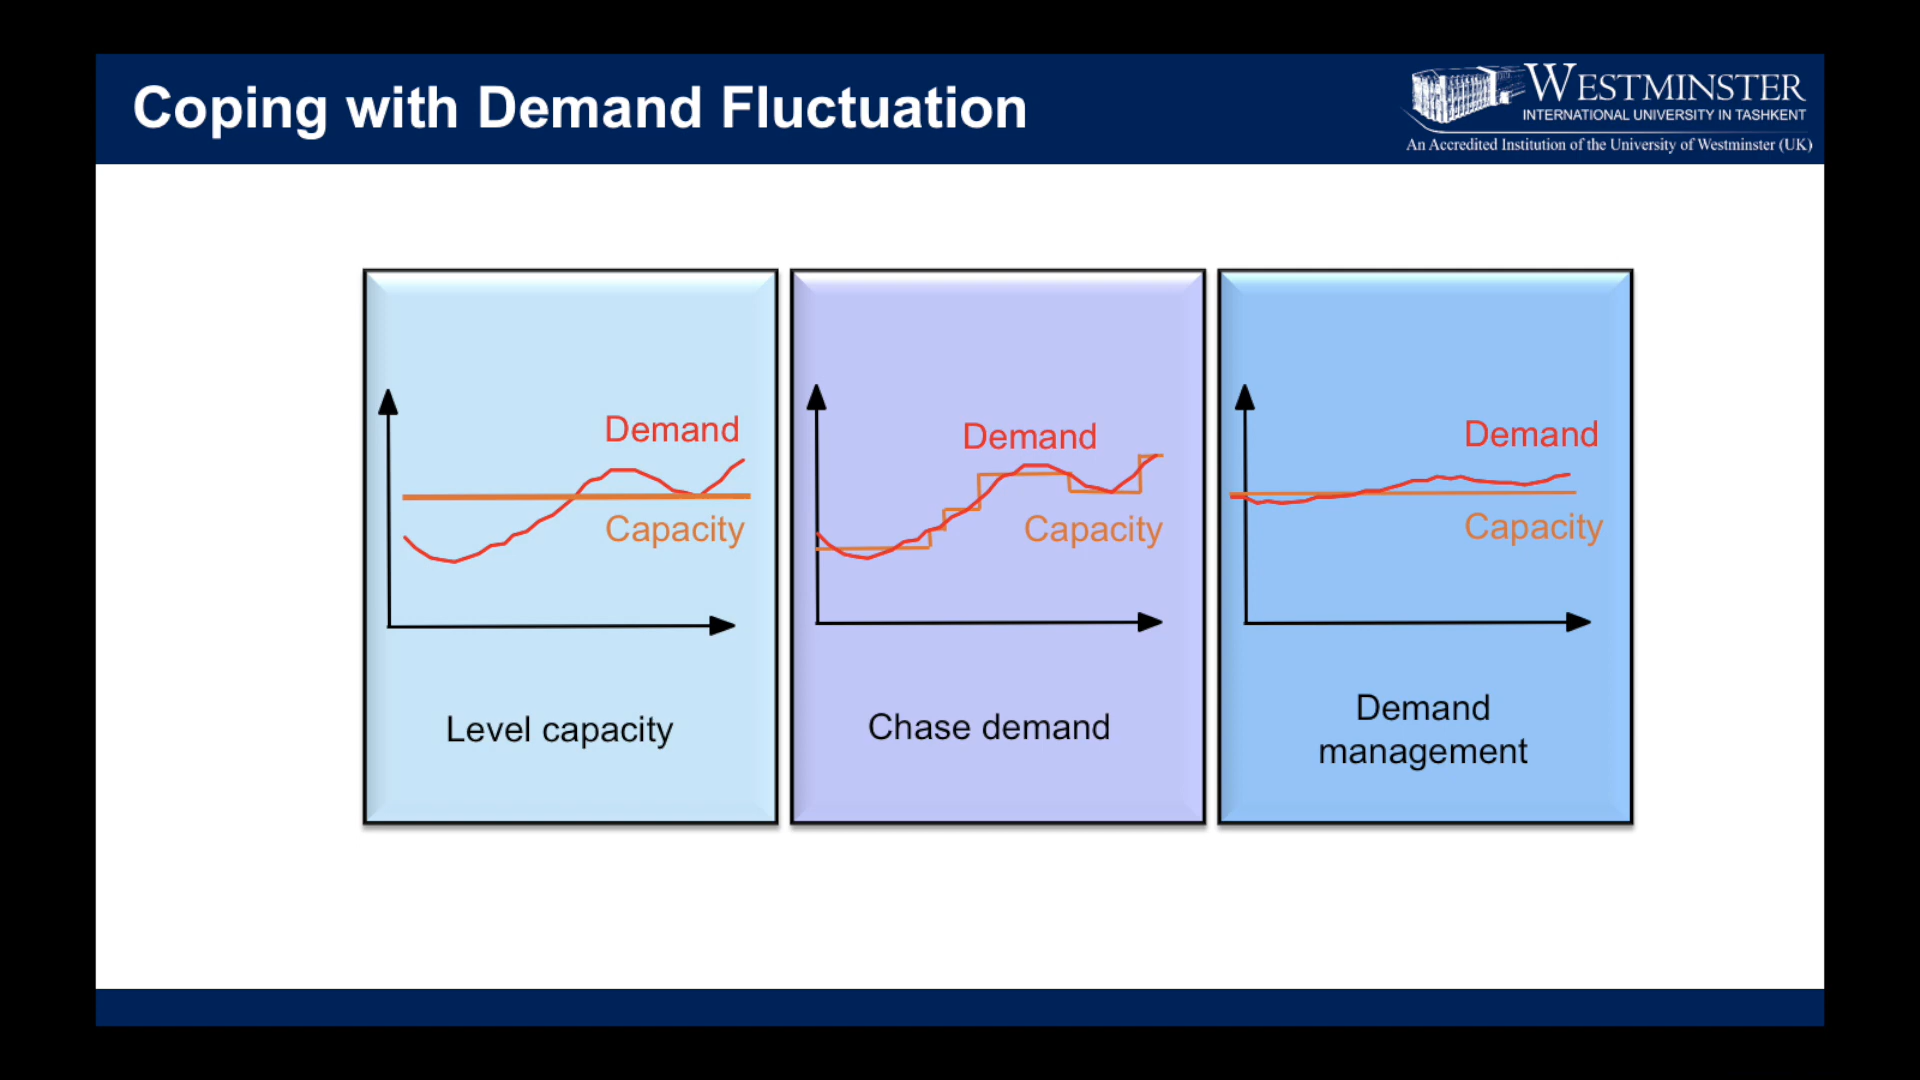 Coping with Demand Fluctuation
WESTMINSTER
INTERNATIONAL UNIVERSITY IN TASHKENT
An Accredited Institution of the University of Westminster (UK)
Demand
Capacity
Level capacity
Demand
Capacity
Chase demand
Demand
Capacity
Demand
management